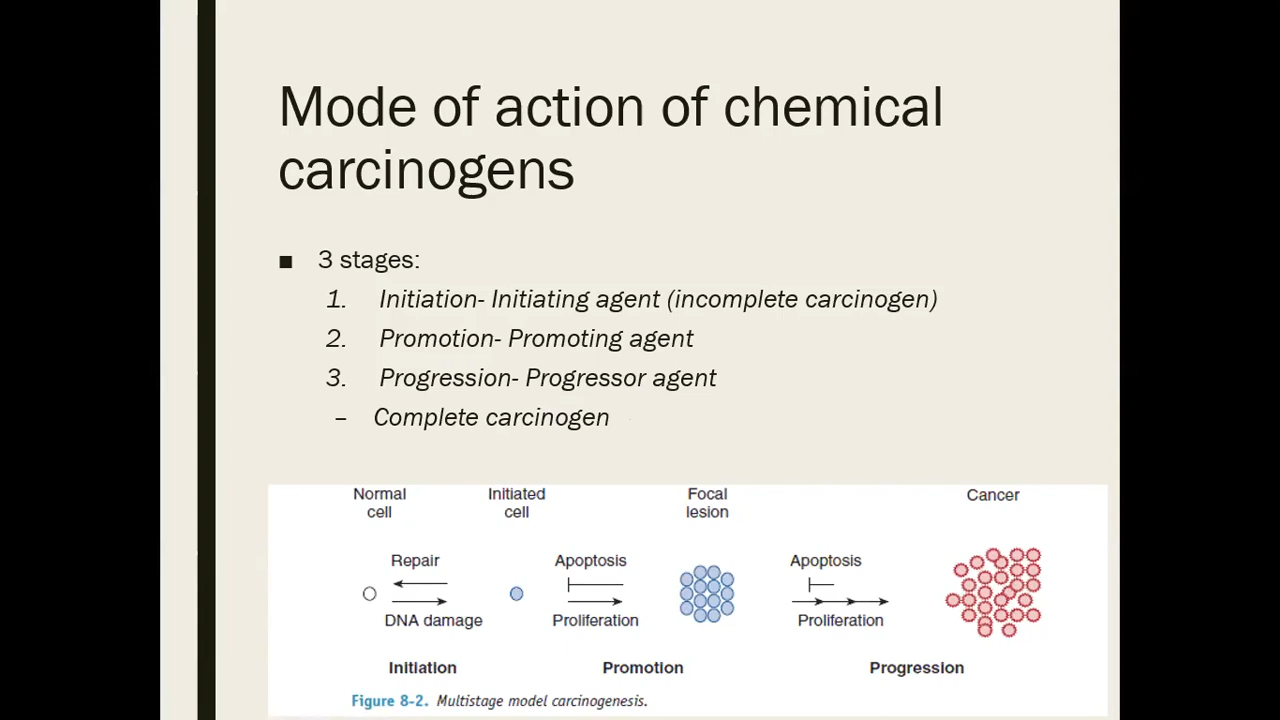 Mode of action of chemical
carcinogens
■ 3 stages:
1. Initiation- Initiating agent (incomplete carcinogen)
2. Promotion- Promoting agent
3. Progression- Progressor agent
– Complete carcinogen
Normal cell
Initiated cell
Focal lesion
Cancer
Repair
Apoptosis
Apoptosis
DNA damage
Proliferation
Proliferation
Initiation
Promotion
Progression
Figure 8-2. Multistage model carcinogenesis.